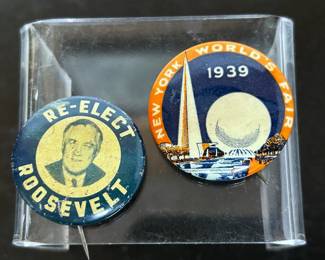 RE-ELECT
ROOSEVELT
NEW YORK WORLD'S FAIR
1939